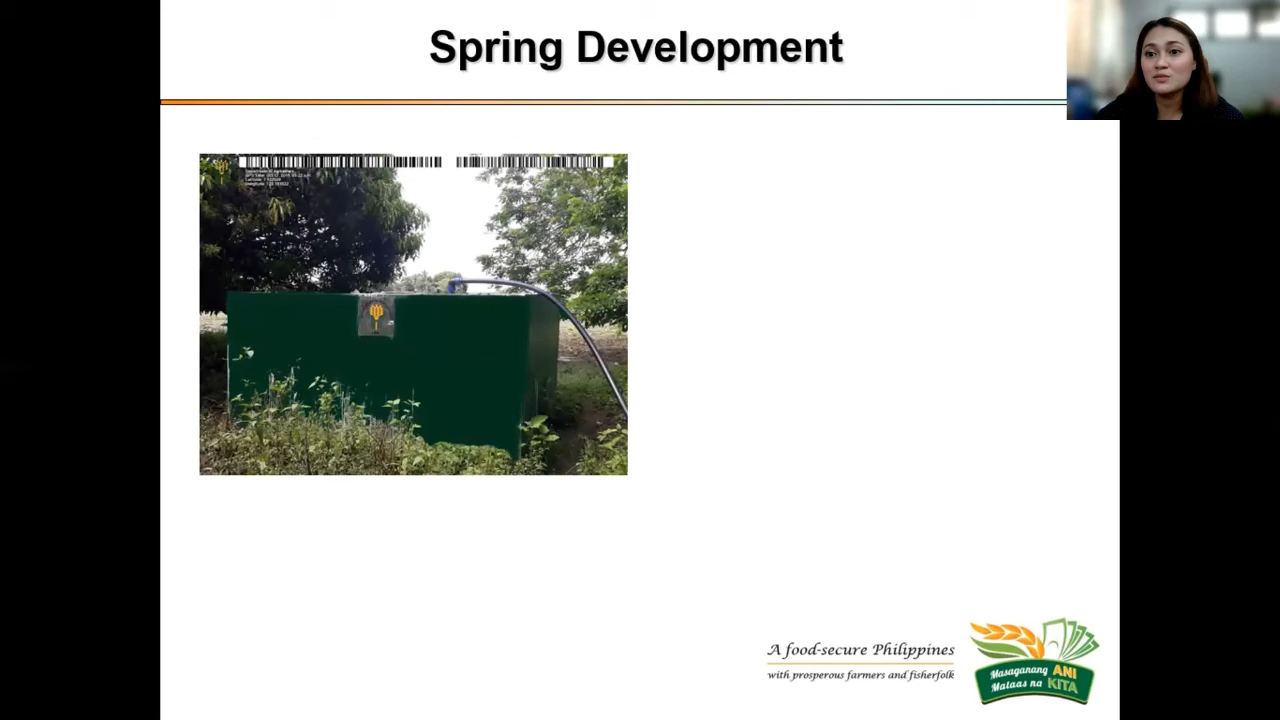 Spring Development
A food-secure Philippines
with prosperous farmers and fisherfolk
Masaganang ANI
Mataas na KITA